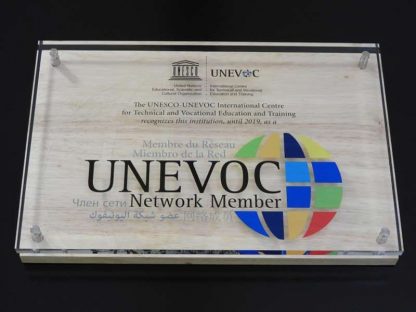 UNESCO
United Nations
Educational, Scientific and
Cultural Organization
UNEVOC
International Centre
for Technical and Vocational
Education and Training
The UNESCO-UNEVOC International Centre
for Technical and Vocational Education and Training
recognizes this institution, until 2019, as a
Membre du Réseau
Miembro de la Red
UNEVOC
Network Member
Член сети
عضو شبكة اليونيفوك